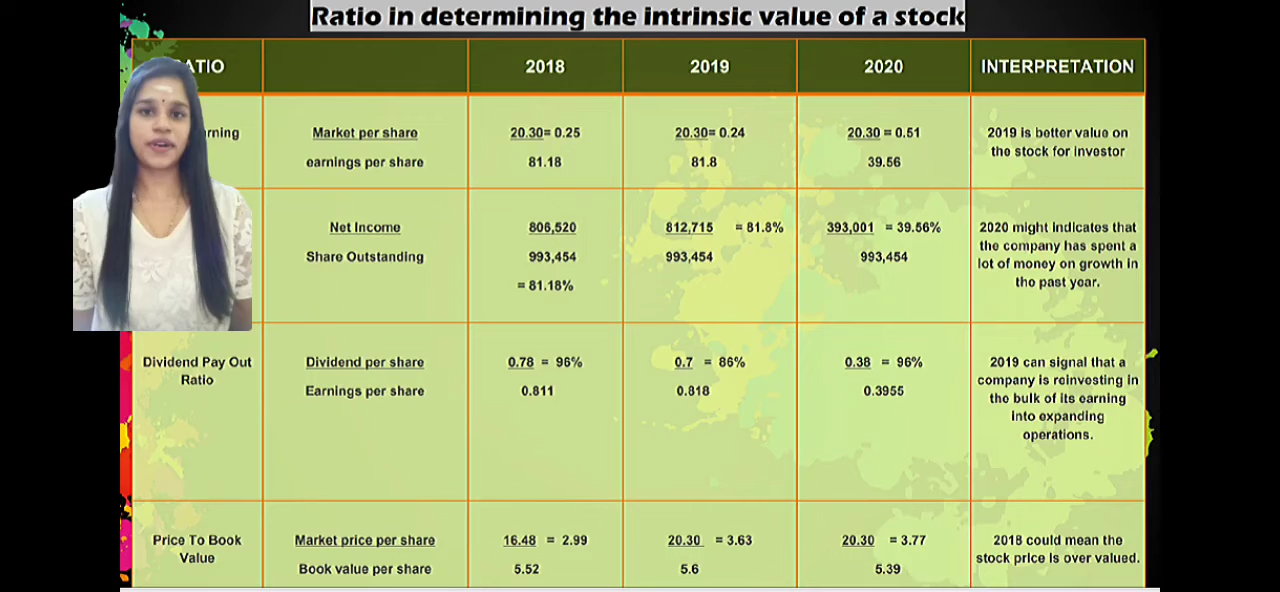 Ratio in determining the intrinsic value of a stock
2018 2019 2020 INTERPRETATION
Market per share
earnings per share
20.30= 0.25
81.18
20.30= 0.24
81.8
20.30 = 0.51
39.56
2019 is better value on
the stock for investor
Net Income
Share Outstanding
806,520
993,454
= 81.18%
812,715 = 81.8%
993,454
393,001 = 39.56%
993,454
2020 might indicates that
the company has spent a
lot of money on growth in
the past year.
Dividend Pay Out
Ratio
Dividend per share
Earnings per share
0.78 = 96%
0.811
0.7 = 86%
0.818
0.38 = 96%
0.3955
2019 can signal that a
company is reinvesting in
the bulk of its earning
into expanding
operations.
Price To Book
Value
Market price per share
Book value per share
16.48 = 2.99
5.52
20.30 = 3.63
5.6
20.30 = 3.77
5.39
2018 could mean the
stock price is over valued.